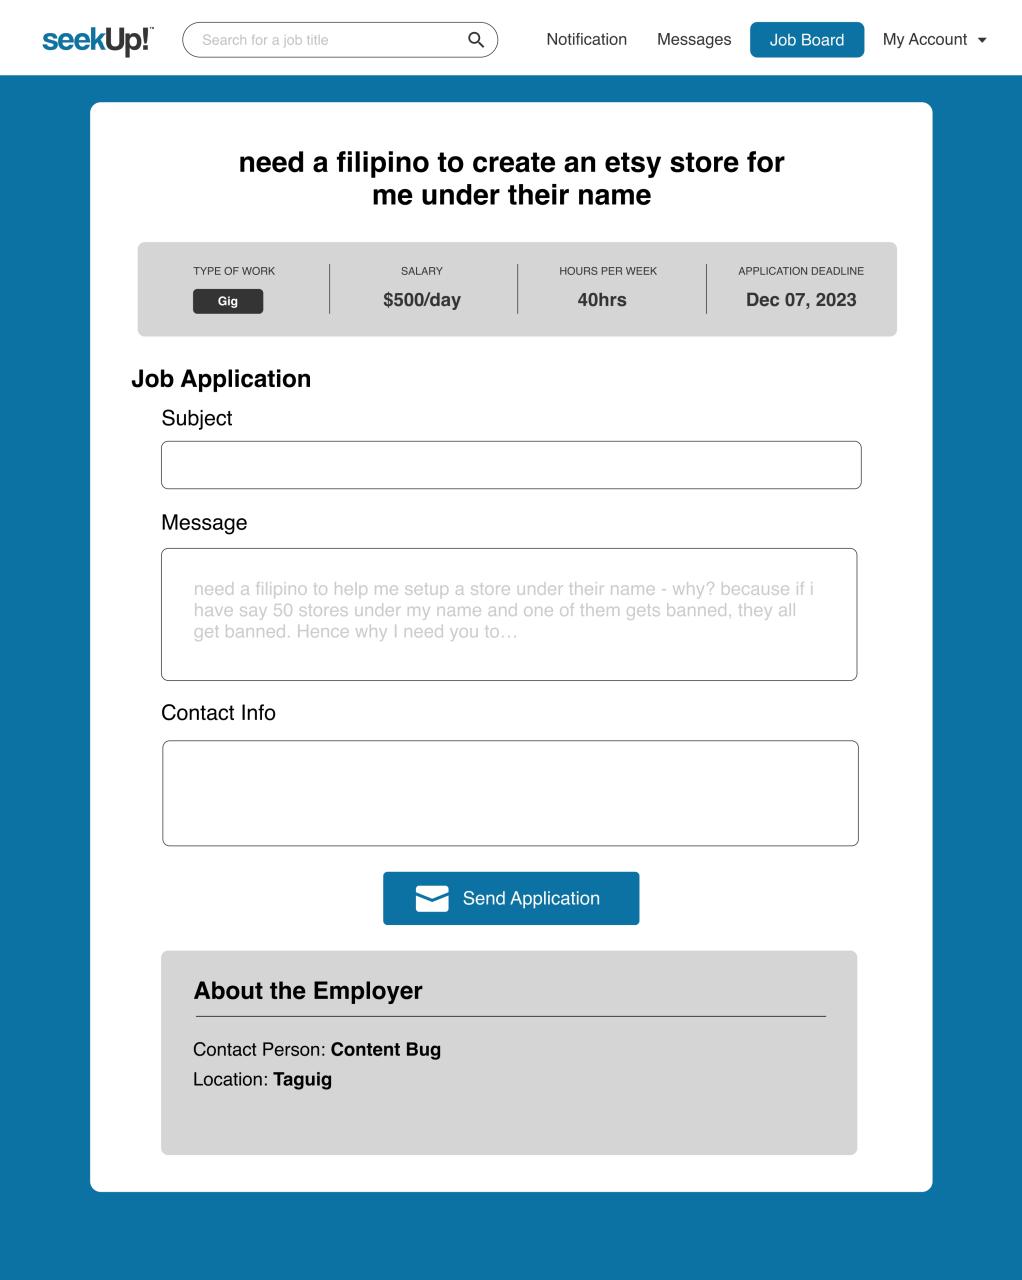 seekUp!™
Search for a job title
Notification
Messages
Job Board
My Account
need a filipino to create an etsy store for
me under their name
TYPE OF WORK
Gig
SALARY
$500/day
HOURS PER WEEK
40hrs
APPLICATION DEADLINE
Dec 07, 2023
Job Application
Subject
Message
need a filipino to help me setup a store under their name - why? because if i
have say 50 stores under my name and one of them gets banned, they all
get banned. Hence why I need you to...
Contact Info
Send Application
About the Employer
Contact Person: Content Bug
Location: Taguig